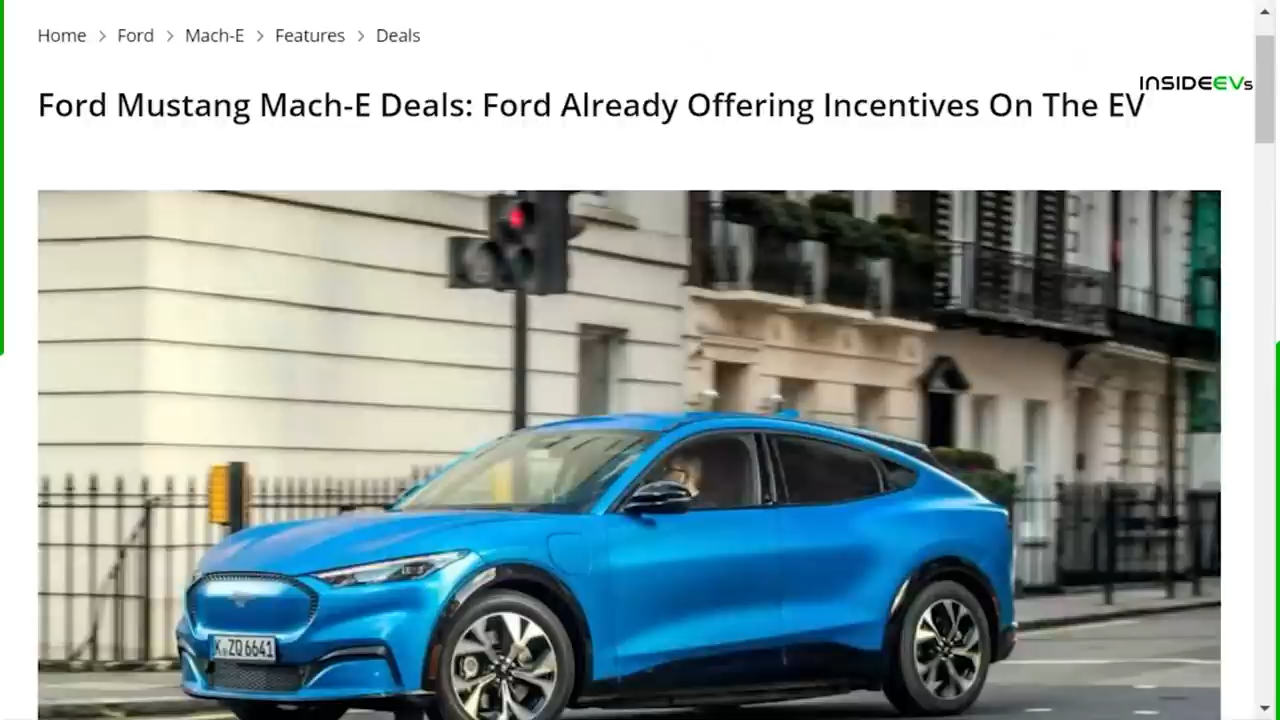 Home > Ford > Mach-E > Features > Deals
INSIDEEVs
Ford Mustang Mach-E Deals: Ford Already Offering Incentives On The EV
K ZQ 6641